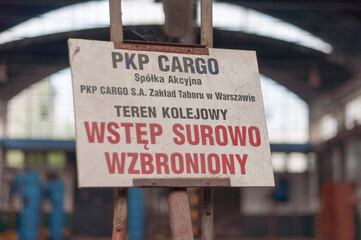 PKP CARGO
Spółka Akcyjna
PKP CARGO S.A. Zakład Taboru w Warszawie
TEREN KOLEJOWY
WSTĘP SUROWO
WZBRONIONY